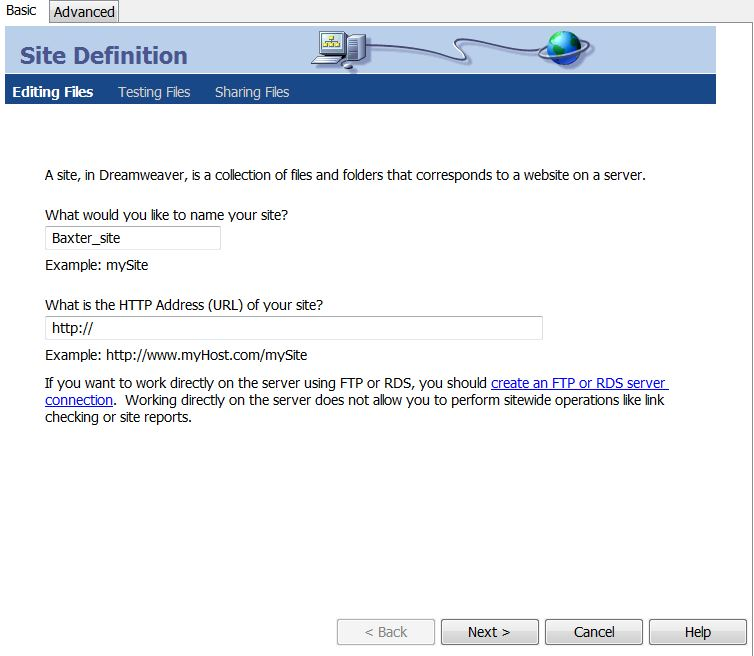 Basic Advanced
Site Definition
Editing Files Testing Files Sharing Files
A site, in Dreamweaver, is a collection of files and folders that corresponds to a website on a server.
What would you like to name your site?
Baxter_site
Example: mySite
What is the HTTP Address (URL) of your site?
http://
Example: http://www.myHost.com/mySite
If you want to work directly on the server using FTP or RDS, you should create an FTP or RDS server
connection. Working directly on the server does not allow you to perform sitewide operations like link
checking or site reports.
< Back Next > Cancel Help